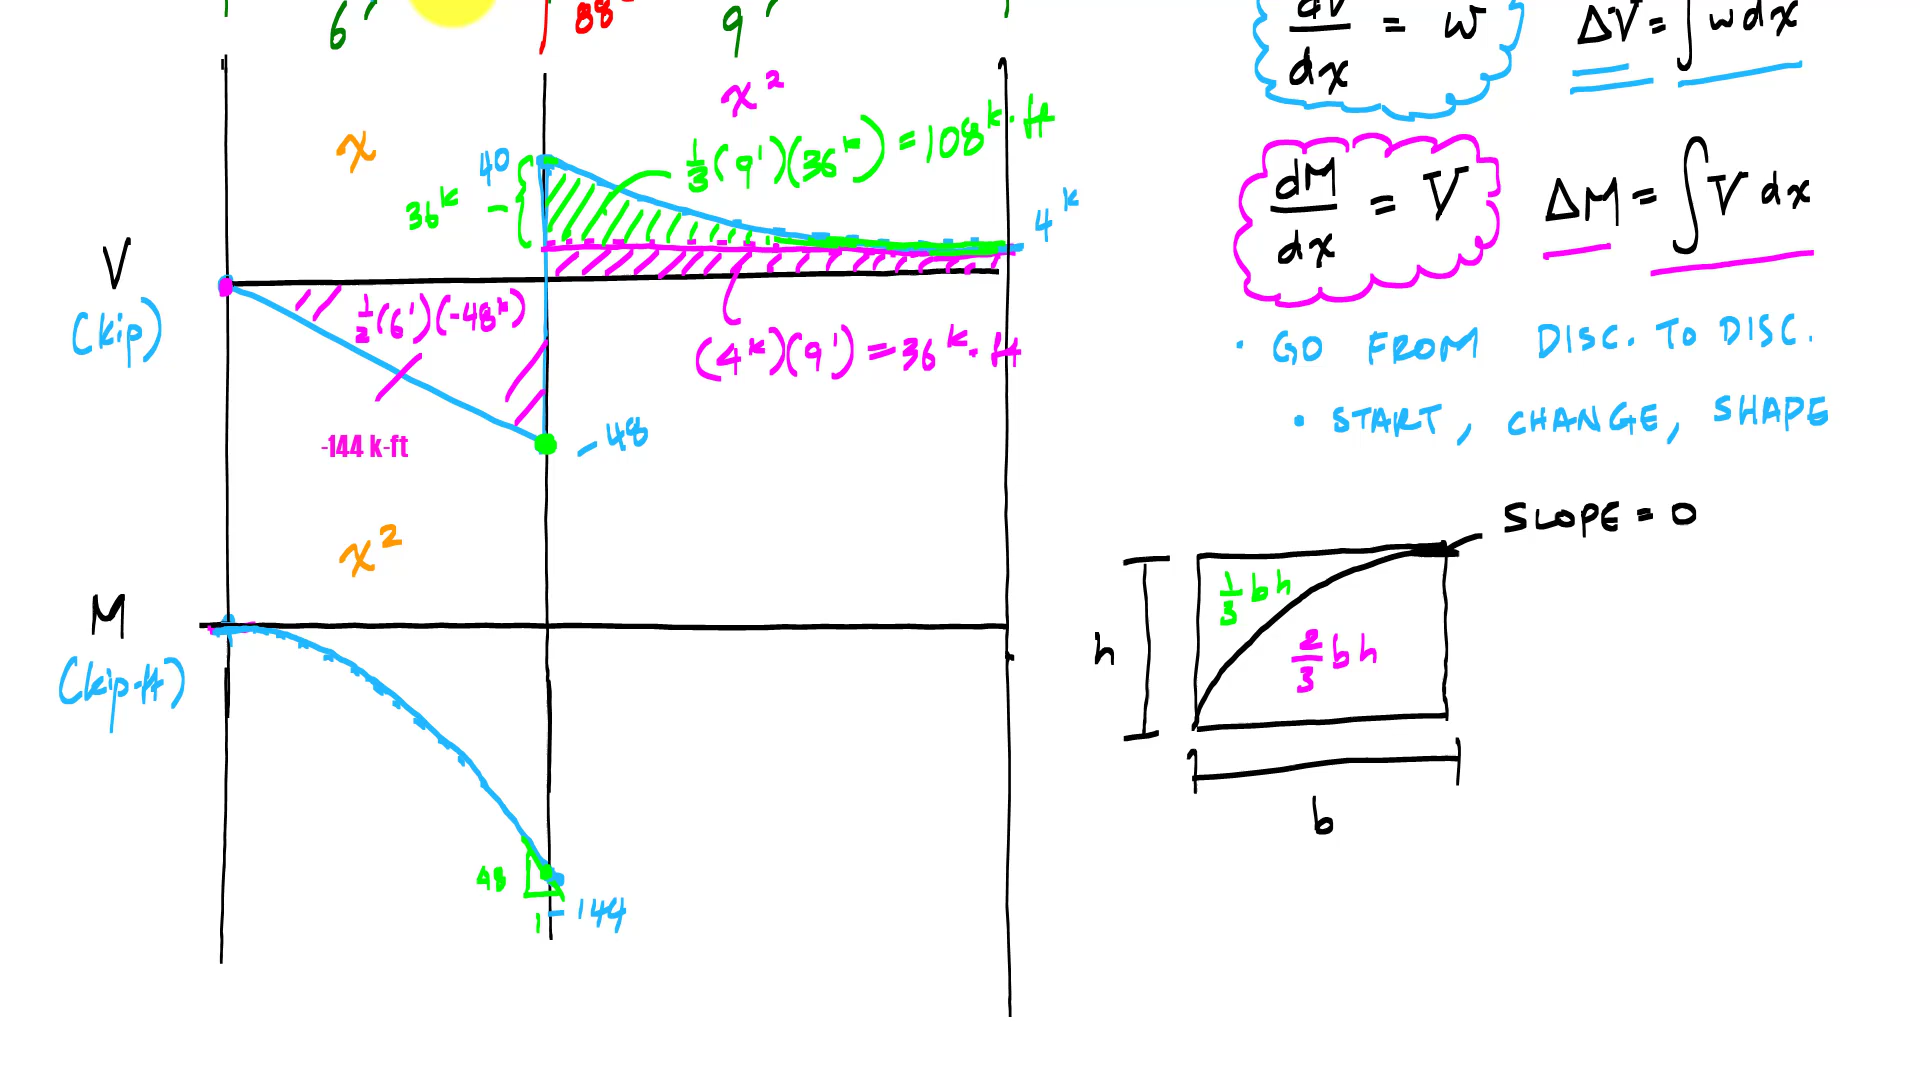 6'
88
9'
dV/dx = w
ΔV = ∫ w dx
x
x²
40
36ᵏ
⅓(9')(36ᵏ) = 108ᵏ·ft
4ᵏ
dM/dx = V
ΔM = ∫ V dx
V
(kip)
½(6')(-48ᵏ)
(4ᵏ)(9') = 36ᵏ·ft
-144 k-ft
-48
· GO FROM DISC. TO DISC.
· START, CHANGE, SHAPE
x²
M
(kip-ft)
48
1
-144
SLOPE = 0
⅓ bh
⅔ bh
h
b